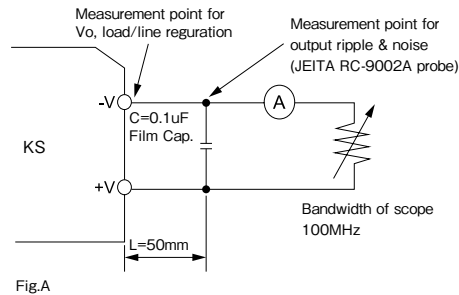 Measurement point for
Vo, load/line reguration
Measurement point for
output ripple & noise
(JEITA RC-9002A probe)
-V
C=0.1uF
Film Cap.
A
KS
+V
Bandwidth of scope
100MHz
L=50mm
Fig.A